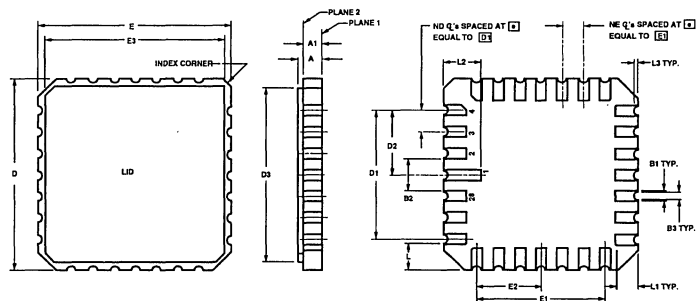 E
E3
INDEX CORNER
D
LID
PLANE 2
PLANE 1
A1
A
D3
ND ȼ's SPACED AT e
EQUAL TO D1
NE ȼ's SPACED AT e
EQUAL TO E1
L2
L3 TYP.
4
3
2
1
28
D2
D1
B2
L
B1 TYP.
B3 TYP.
E2
E1
L1 TYP.